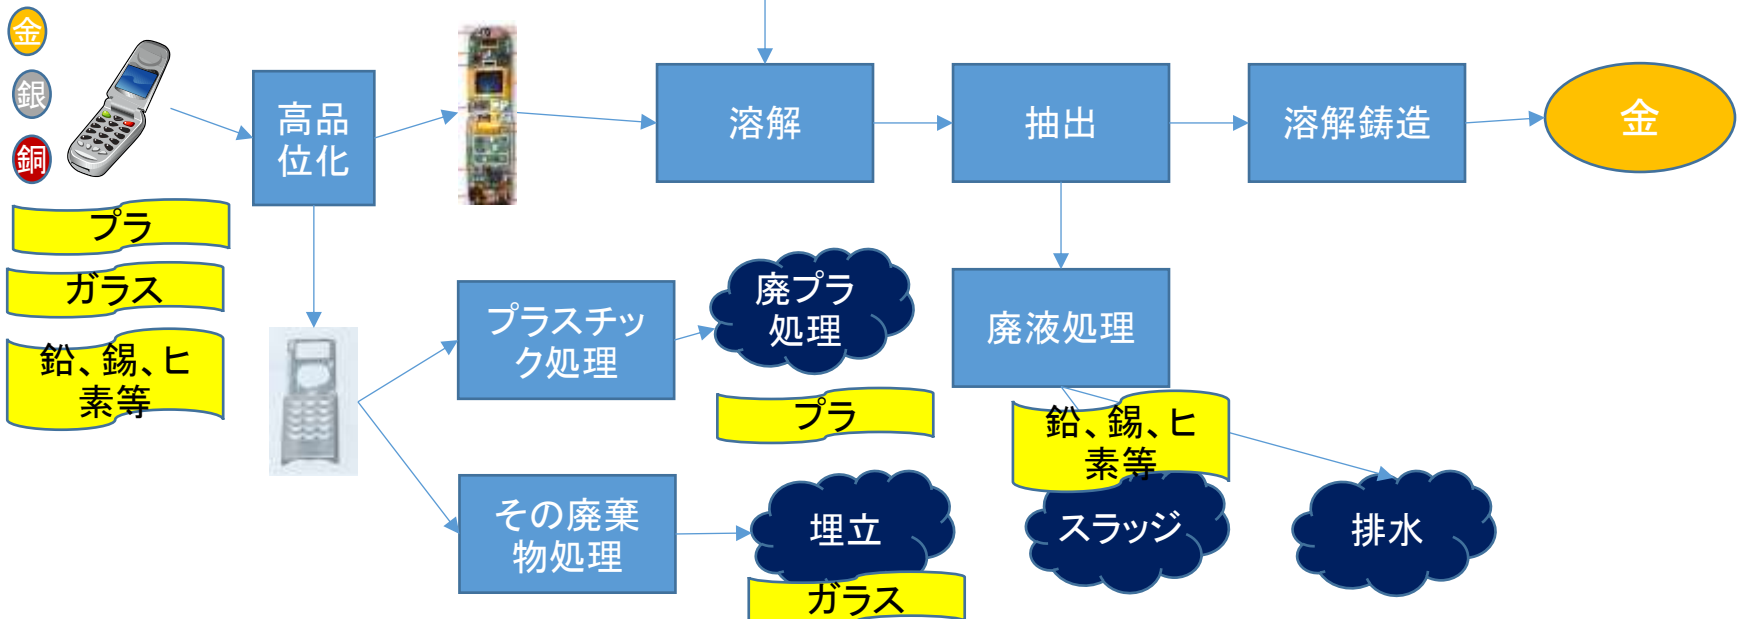 金
銀
銅
プラ
ガラス
鉛、錫、ヒ
素等
高品
位化
溶解
抽出
溶解鋳造
金
プラスチッ
ク処理
廃プラ
処理
プラ
その廃棄
物処理
埋立
ガラス
廃液処理
鉛、錫、ヒ
素等
スラッジ
排水